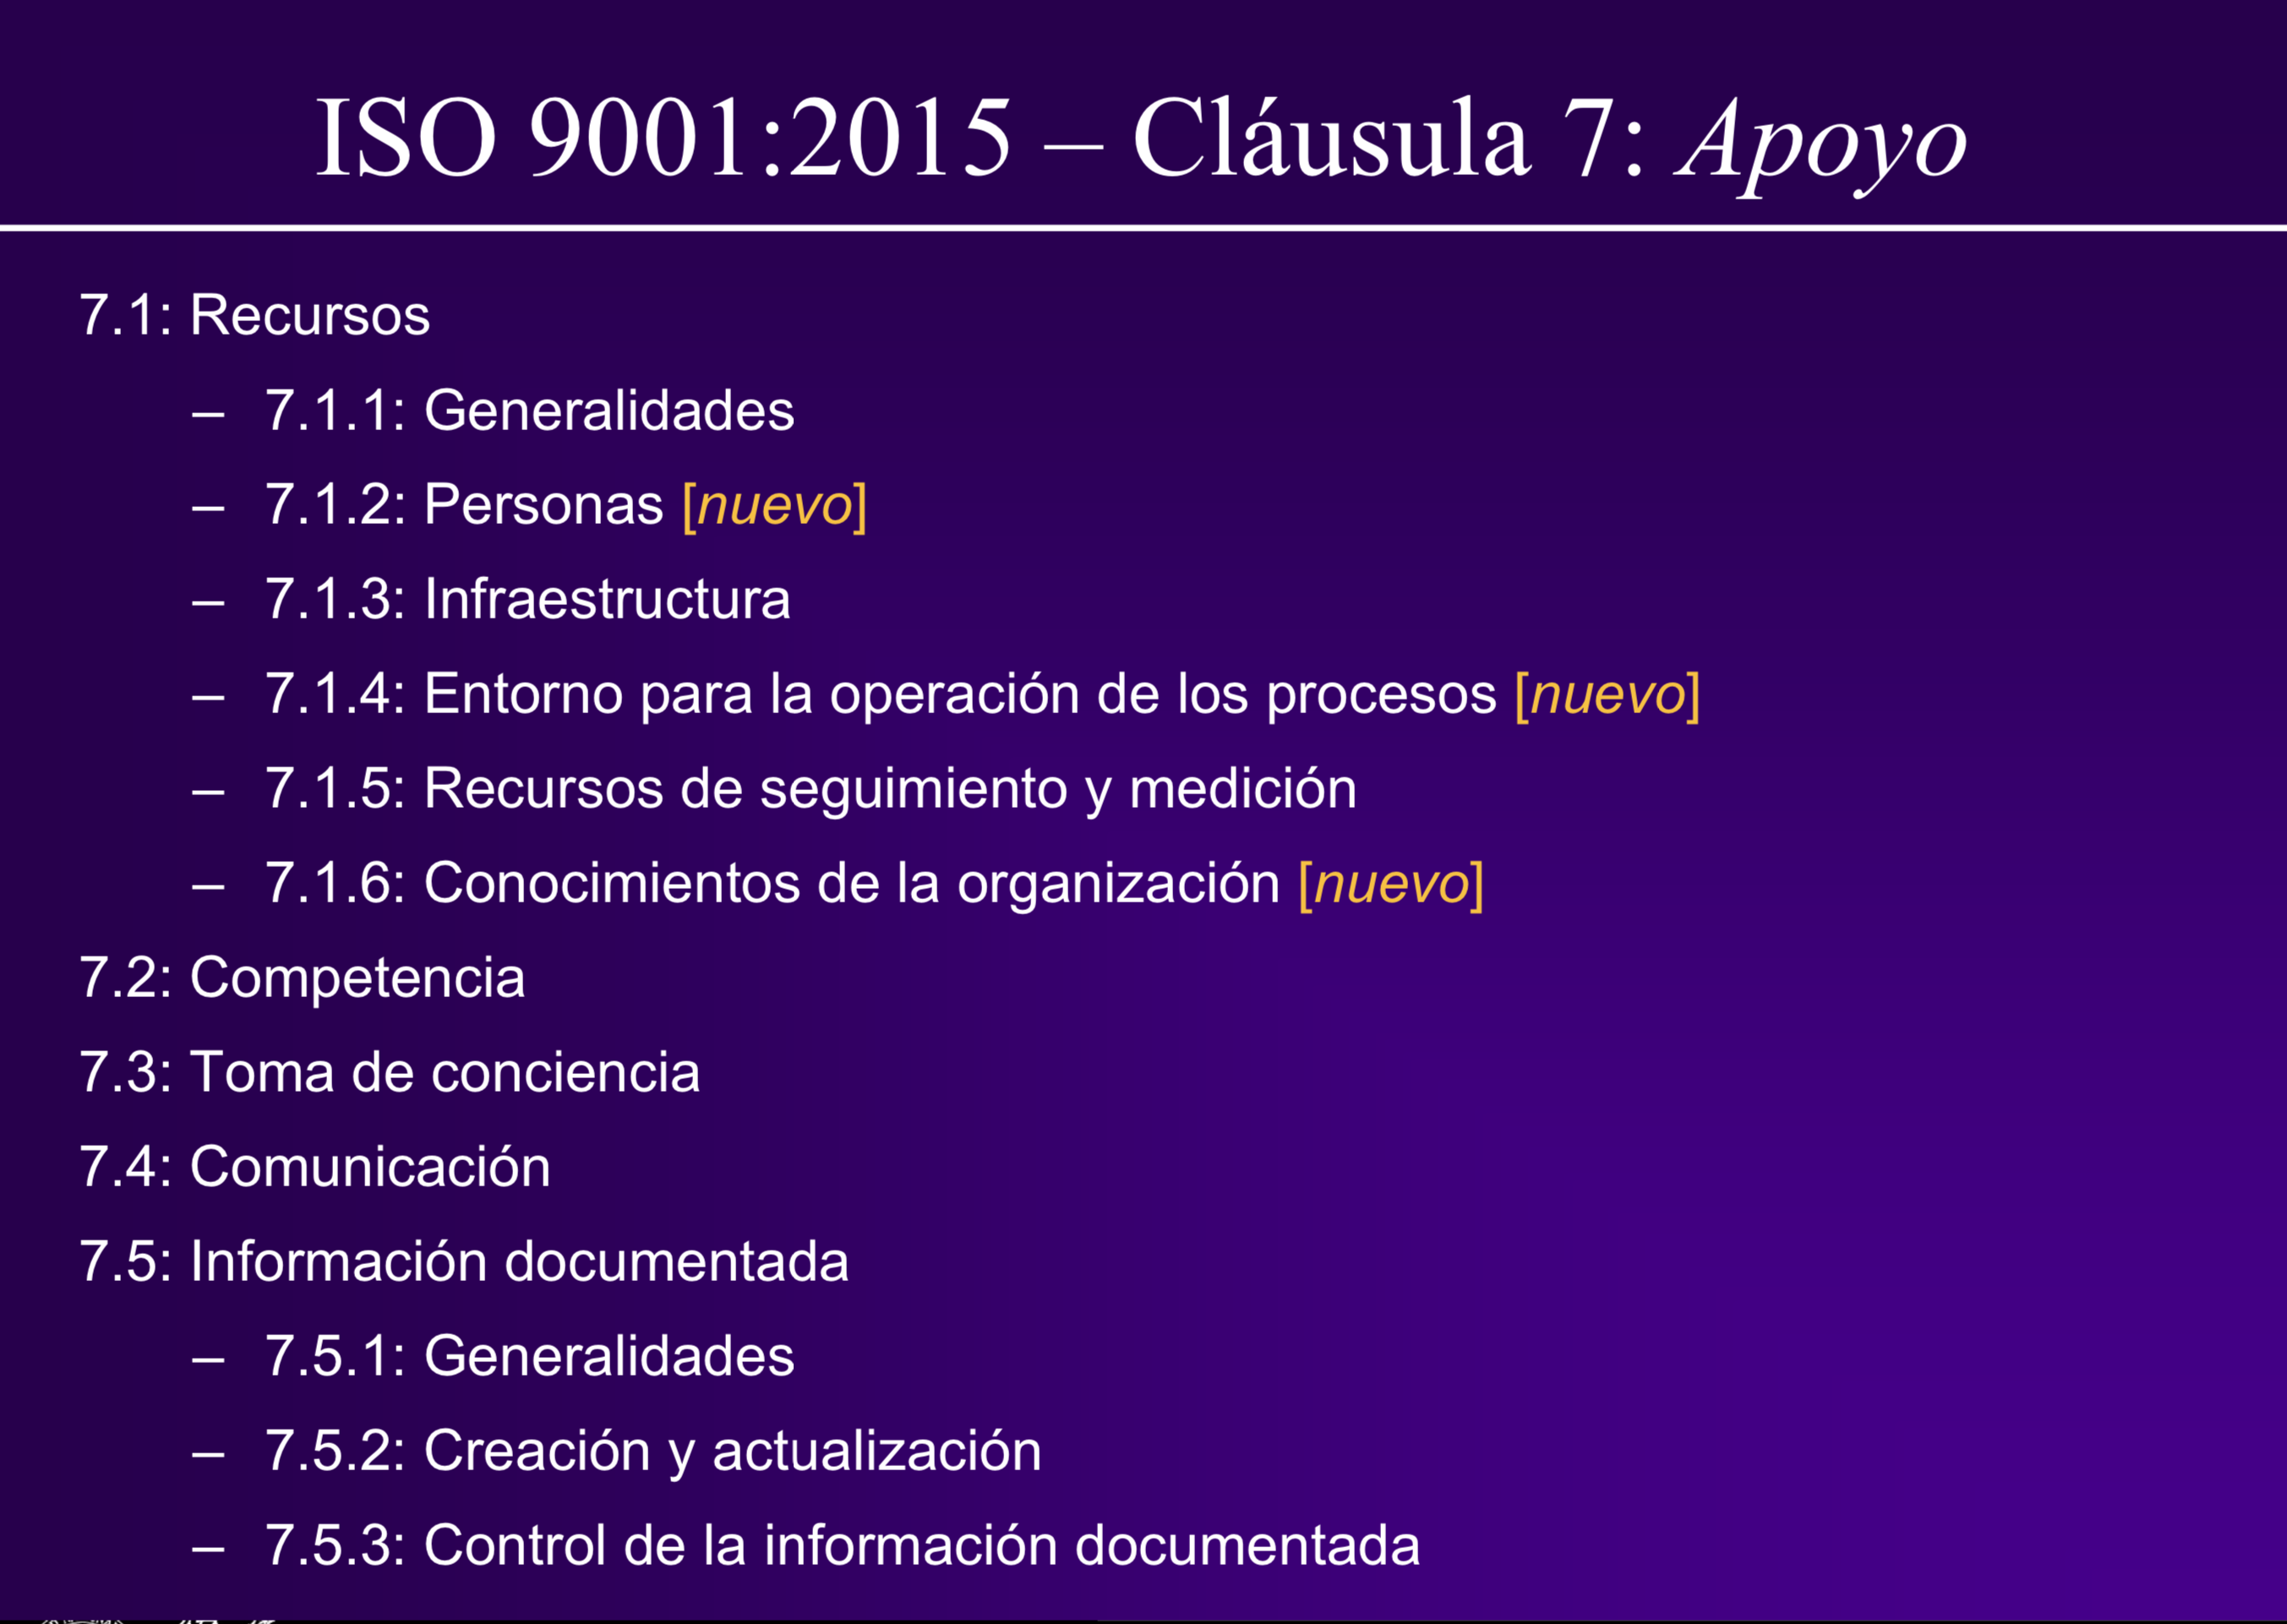 ISO 9001:2015 – Cláusula 7: Apoyo
7.1: Recursos
– 7.1.1: Generalidades
– 7.1.2: Personas [nuevo]
– 7.1.3: Infraestructura
– 7.1.4: Entorno para la operación de los procesos [nuevo]
– 7.1.5: Recursos de seguimiento y medición
– 7.1.6: Conocimientos de la organización [nuevo]
7.2: Competencia
7.3: Toma de conciencia
7.4: Comunicación
7.5: Información documentada
– 7.5.1: Generalidades
– 7.5.2: Creación y actualización
– 7.5.3: Control de la información documentada